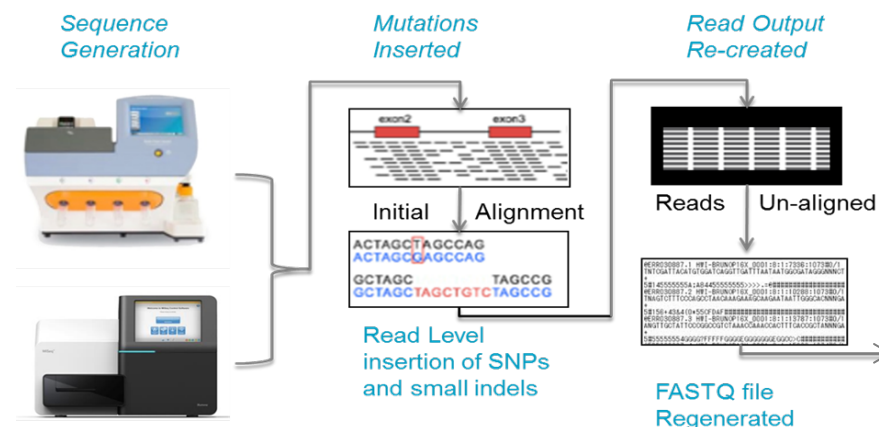 Sequence
Generation
Mutations
Inserted
Read Output
Re-created
exon2 exon3
Initial Alignment
ACTAGCTAGCCAG
ACTAGCGAGCCAG
GCTAGC TAGCCG
GCTAGCTAGCTGTCTAGCCG
Read Level
insertion of SNPs
and small indels
Reads Un-aligned
FASTQ file
Regenerated